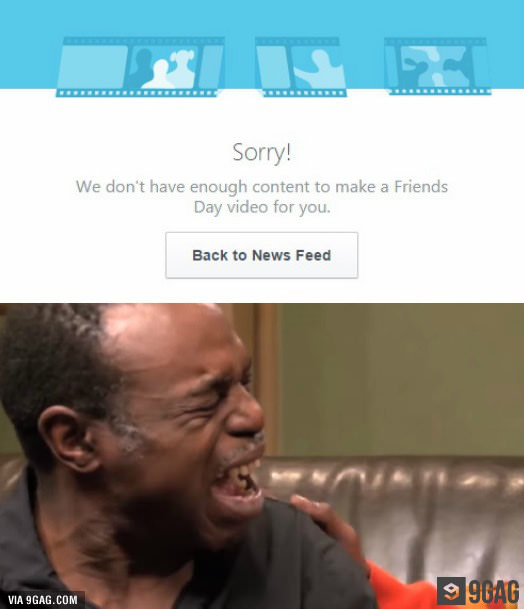 Sorry!
We don't have enough content to make a Friends
Day video for you.
Back to News Feed
VIA 9GAG.COM
9GAG